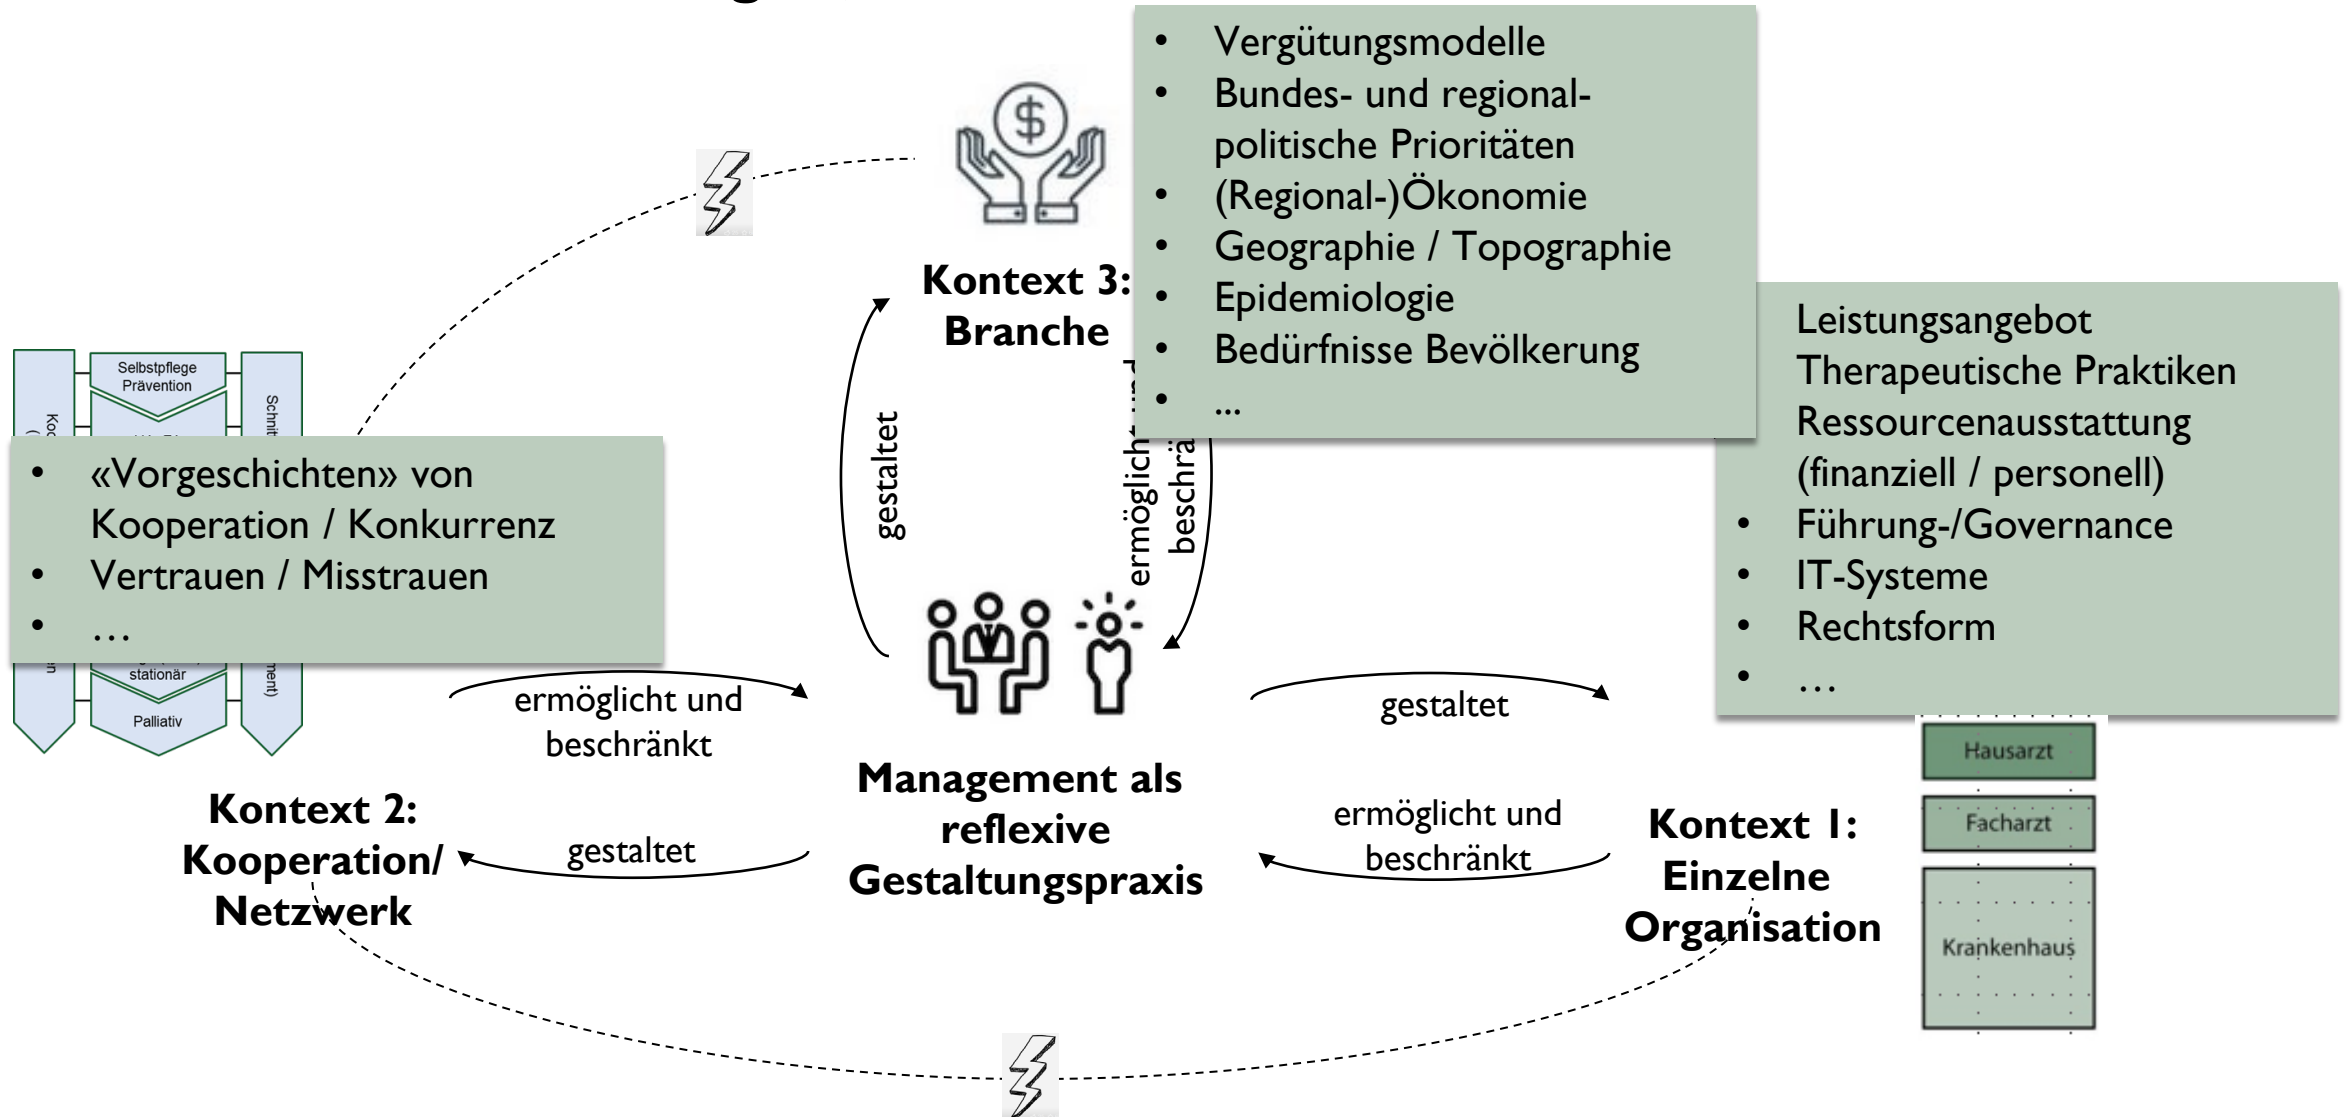 • Vergütungsmodelle
• Bundes- und regional-
politische Prioritäten
• (Regional-)Ökonomie
• Geographie / Topographie
• Epidemiologie
• Bedürfnisse Bevölkerung
• ...
$
Kontext 3:
Branche
Leistungsangebot
Therapeutische Praktiken
Ressourcenausstattung
(finanziell / personell)
• Führung-/Governance
• IT-Systeme
• Rechtsform
• …
Selbstpflege
Prävention
• «Vorgeschichten» von
Kooperation / Konkurrenz
• Vertrauen / Misstrauen
• …
stationär
Palliativ
gestaltet
ermöglicht und
ermöglicht und
beschränkt
gestaltet
Management als
reflexive
Gestaltungspraxis
Kontext 2:
Kooperation/
Netzwerk
gestaltet
ermöglicht und
beschränkt
Kontext 1:
Einzelne
Organisation
Hausarzt
Facharzt
Krankenhaus